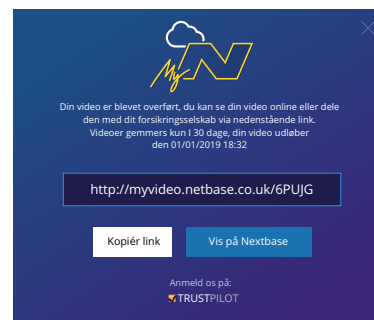 My N
Din video er blevet overført, du kan se din video online eller dele
den med dit forsikringsselskab via nedenstående link.
Videoer gemmers kun I 30 dage, din video udløber
den 01/01/2019 18:32
http://myvideo.netbase.co.uk/6PUJG
Kopiér link
Vis på Nextbase
Anmeld os på:
TRUSTPILOT